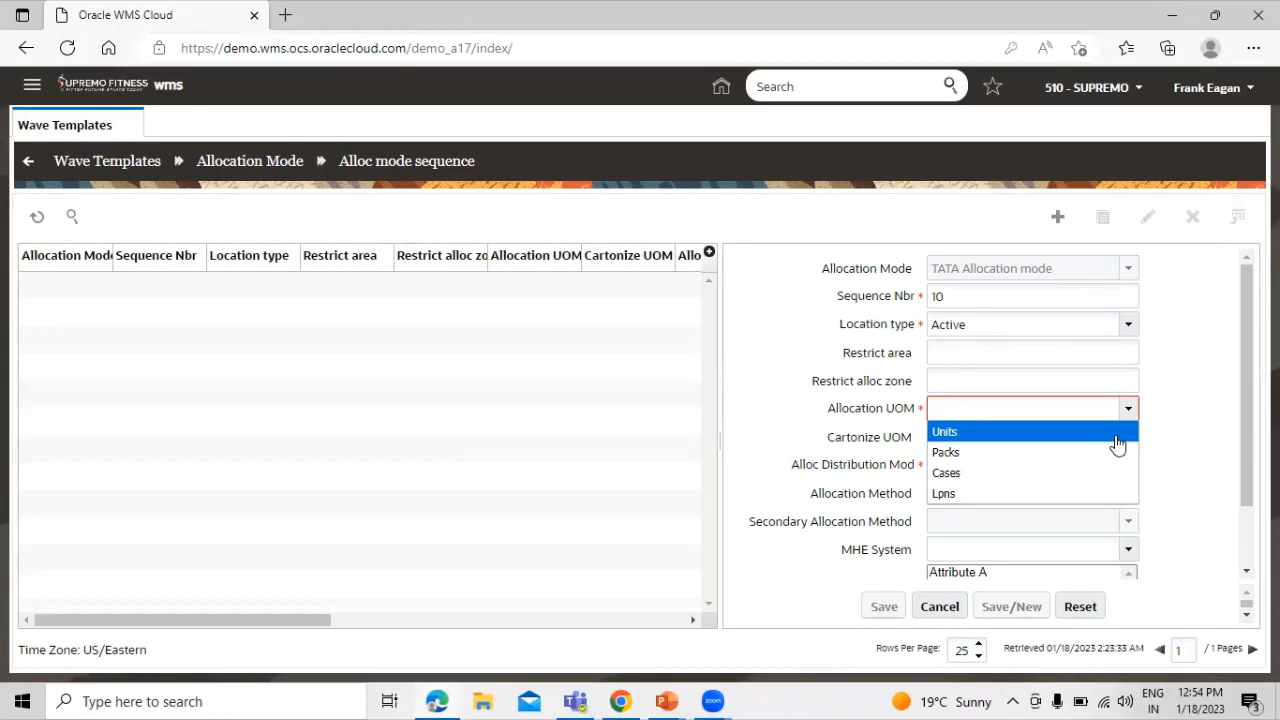 Oracle WMS Cloud
https://demo.wms.ocs.oraclecloud.com/demo_a17/index/
SUPREMO FITNESS wms
Search
510 - SUPREMO
Frank Eagan
Wave Templates
Wave Templates Allocation Mode Alloc mode sequence
Allocation Mode Sequence Nbr Location type Restrict area Restrict alloc zo Allocation UOM Cartonize UOM Allo
Allocation Mode TATA Allocation mode
Sequence Nbr * 10
Location type * Active
Restrict area
Restrict alloc zone
Allocation UOM *
Units
Cartonize UOM
Packs
Alloc Distribution Mod *
Cases
Allocation Method Lpns
Secondary Allocation Method
MHE System
Attribute A
Save Cancel Save/New Reset
Time Zone: US/Eastern
Rows Per Page: 25 Retrieved 01/18/2023 2:23:33 AM 1 / 1 Pages
Type here to search
zoom
19°C Sunny
ENG
IN
12:54 PM
1/18/2023
3